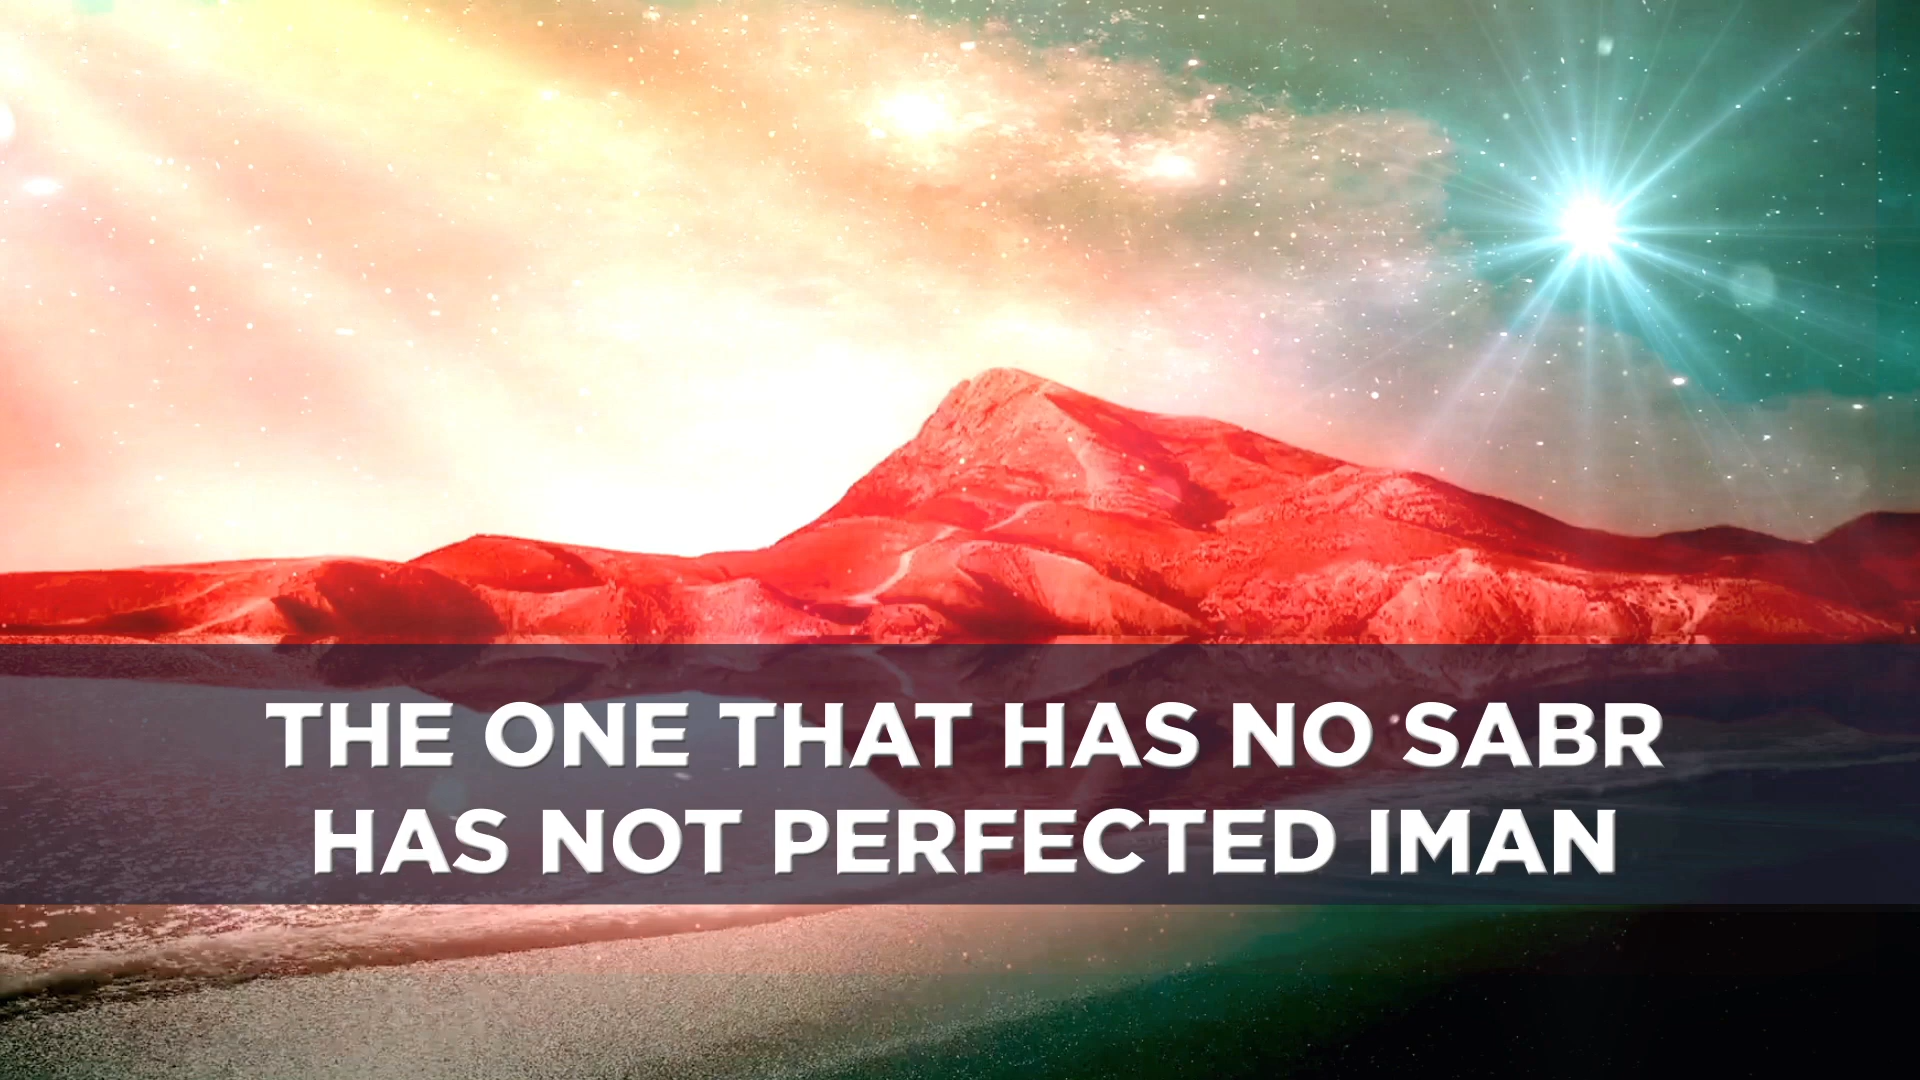 THE ONE THAT HAS NO SABR
HAS NOT PERFECTED IMAN